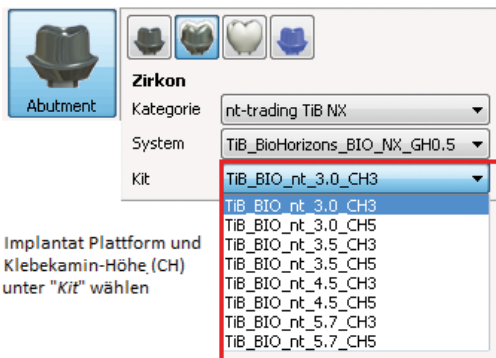 Abutment
Zirkon
Kategorie nt-trading TiB NX
System TiB_BioHorizons_BIO_NX_GH0.5
Kit TiB_BIO_nt_3.0_CH3
TiB_BIO_nt_3.0_CH3
TiB_BIO_nt_3.0_CH5
TiB_BIO_nt_3.5_CH3
TiB_BIO_nt_3.5_CH5
TiB_BIO_nt_4.5_CH3
TiB_BIO_nt_4.5_CH5
TiB_BIO_nt_5.7_CH3
TiB_BIO_nt_5.7_CH5
Implantat Plattform und
Klebekamin-Höhe (CH)
unter "Kit" wählen